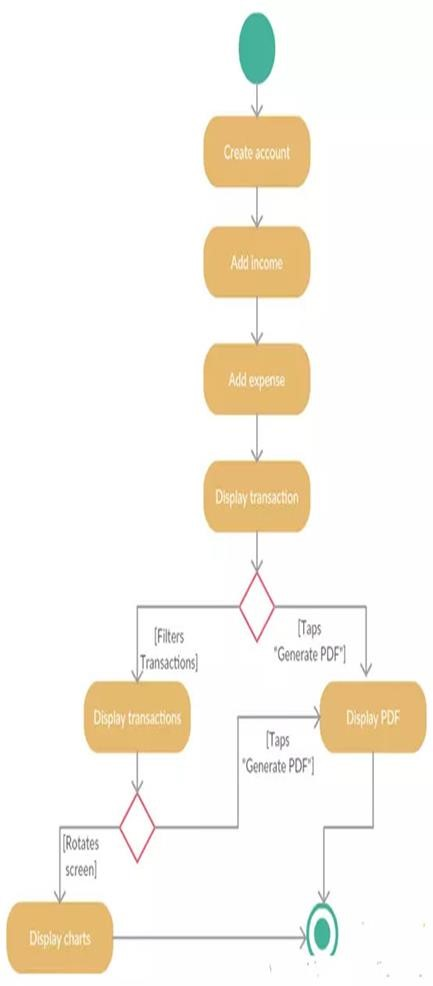 Create account
Add income
Add expense
Display transaction
[Filters
Transactions]
[Taps
"Generate PDF"]
Display transactions
Display PDF
[Taps
"Generate PDF"]
[Rotates
screen]
Display charts